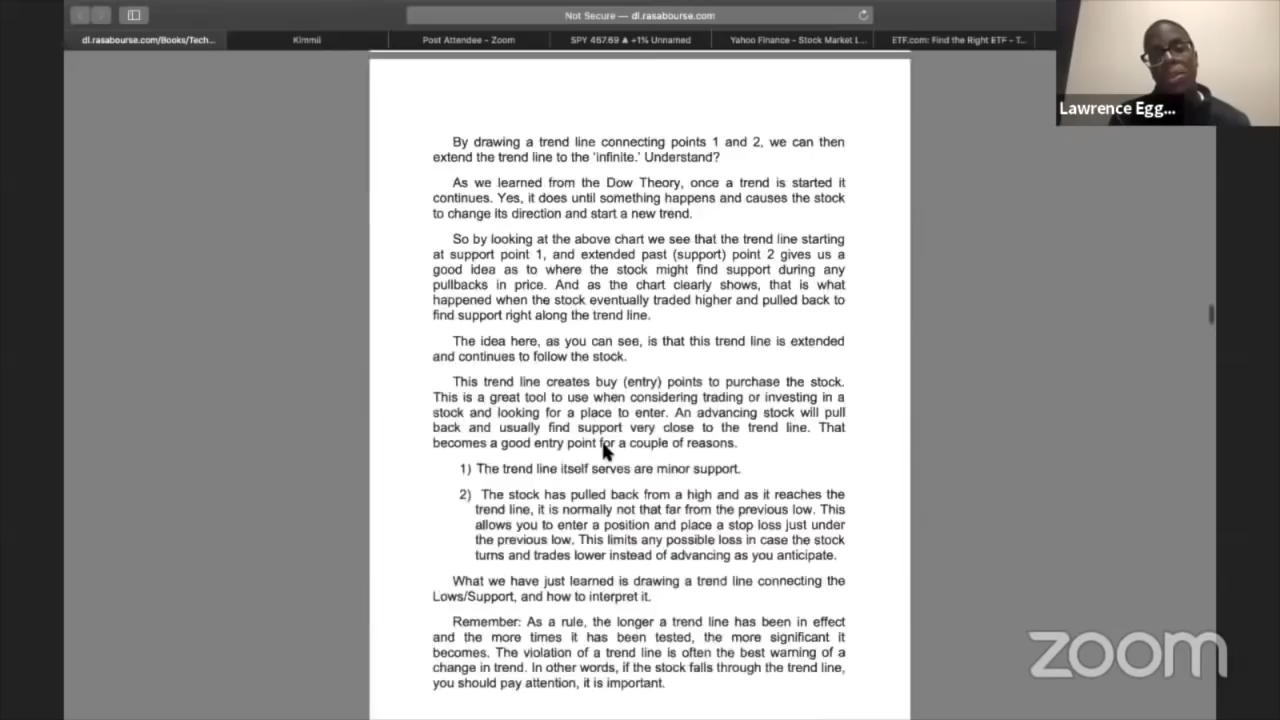 Not Secure — dl.rasabourse.com
dl.rasabourse.com/Books/Tech...
Kimmii
Post Attendee - Zoom
SPY 467.69 ▲ +1% Unnamed
Yahoo Finance - Stock Market L...
ETF.com: Find the Right ETF - T...
Lawrence Egg...
By drawing a trend line connecting points 1 and 2, we can then
extend the trend line to the 'infinite.' Understand?
As we learned from the Dow Theory, once a trend is started it
continues. Yes, it does until something happens and causes the stock
to change its direction and start a new trend.
So by looking at the above chart we see that the trend line starting
at support point 1, and extended past (support) point 2 gives us a
good idea as to where the stock might find support during any
pullbacks in price. And as the chart clearly shows, that is what
happened when the stock eventually traded higher and pulled back to
find support right along the trend line.
The idea here, as you can see, is that this trend line is extended
and continues to follow the stock.
This trend line creates buy (entry) points to purchase the stock.
This is a great tool to use when considering trading or investing in a
stock and looking for a place to enter. An advancing stock will pull
back and usually find support very close to the trend line. That
becomes a good entry point for a couple of reasons.
1) The trend line itself serves are minor support.
2) The stock has pulled back from a high and as it reaches the
trend line, it is normally not that far from the previous low. This
allows you to enter a position and place a stop loss just under
the previous low. This limits any possible loss in case the stock
turns and trades lower instead of advancing as you anticipate.
What we have just learned is drawing a trend line connecting the
Lows/Support, and how to interpret it.
Remember: As a rule, the longer a trend line has been in effect
and the more times it has been tested, the more significant it
becomes. The violation of a trend line is often the best warning of a
change in trend. In other words, if the stock falls through the trend line,
you should pay attention, it is important.
zoom